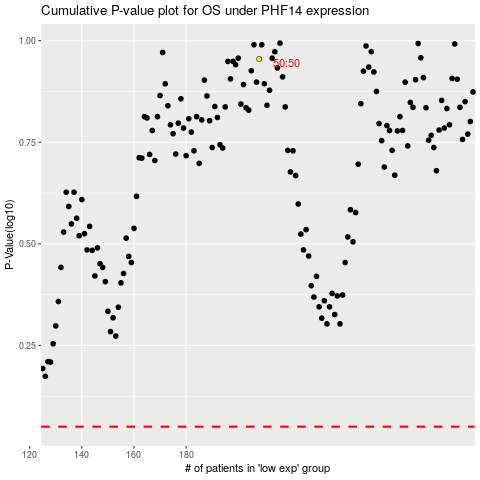 Cumulative P-value plot for OS under PHF14 expression
P-Value(log10)
1.00
0.75
0.50
0.25
50:50
120 140 160 180
# of patients in 'low exp' group